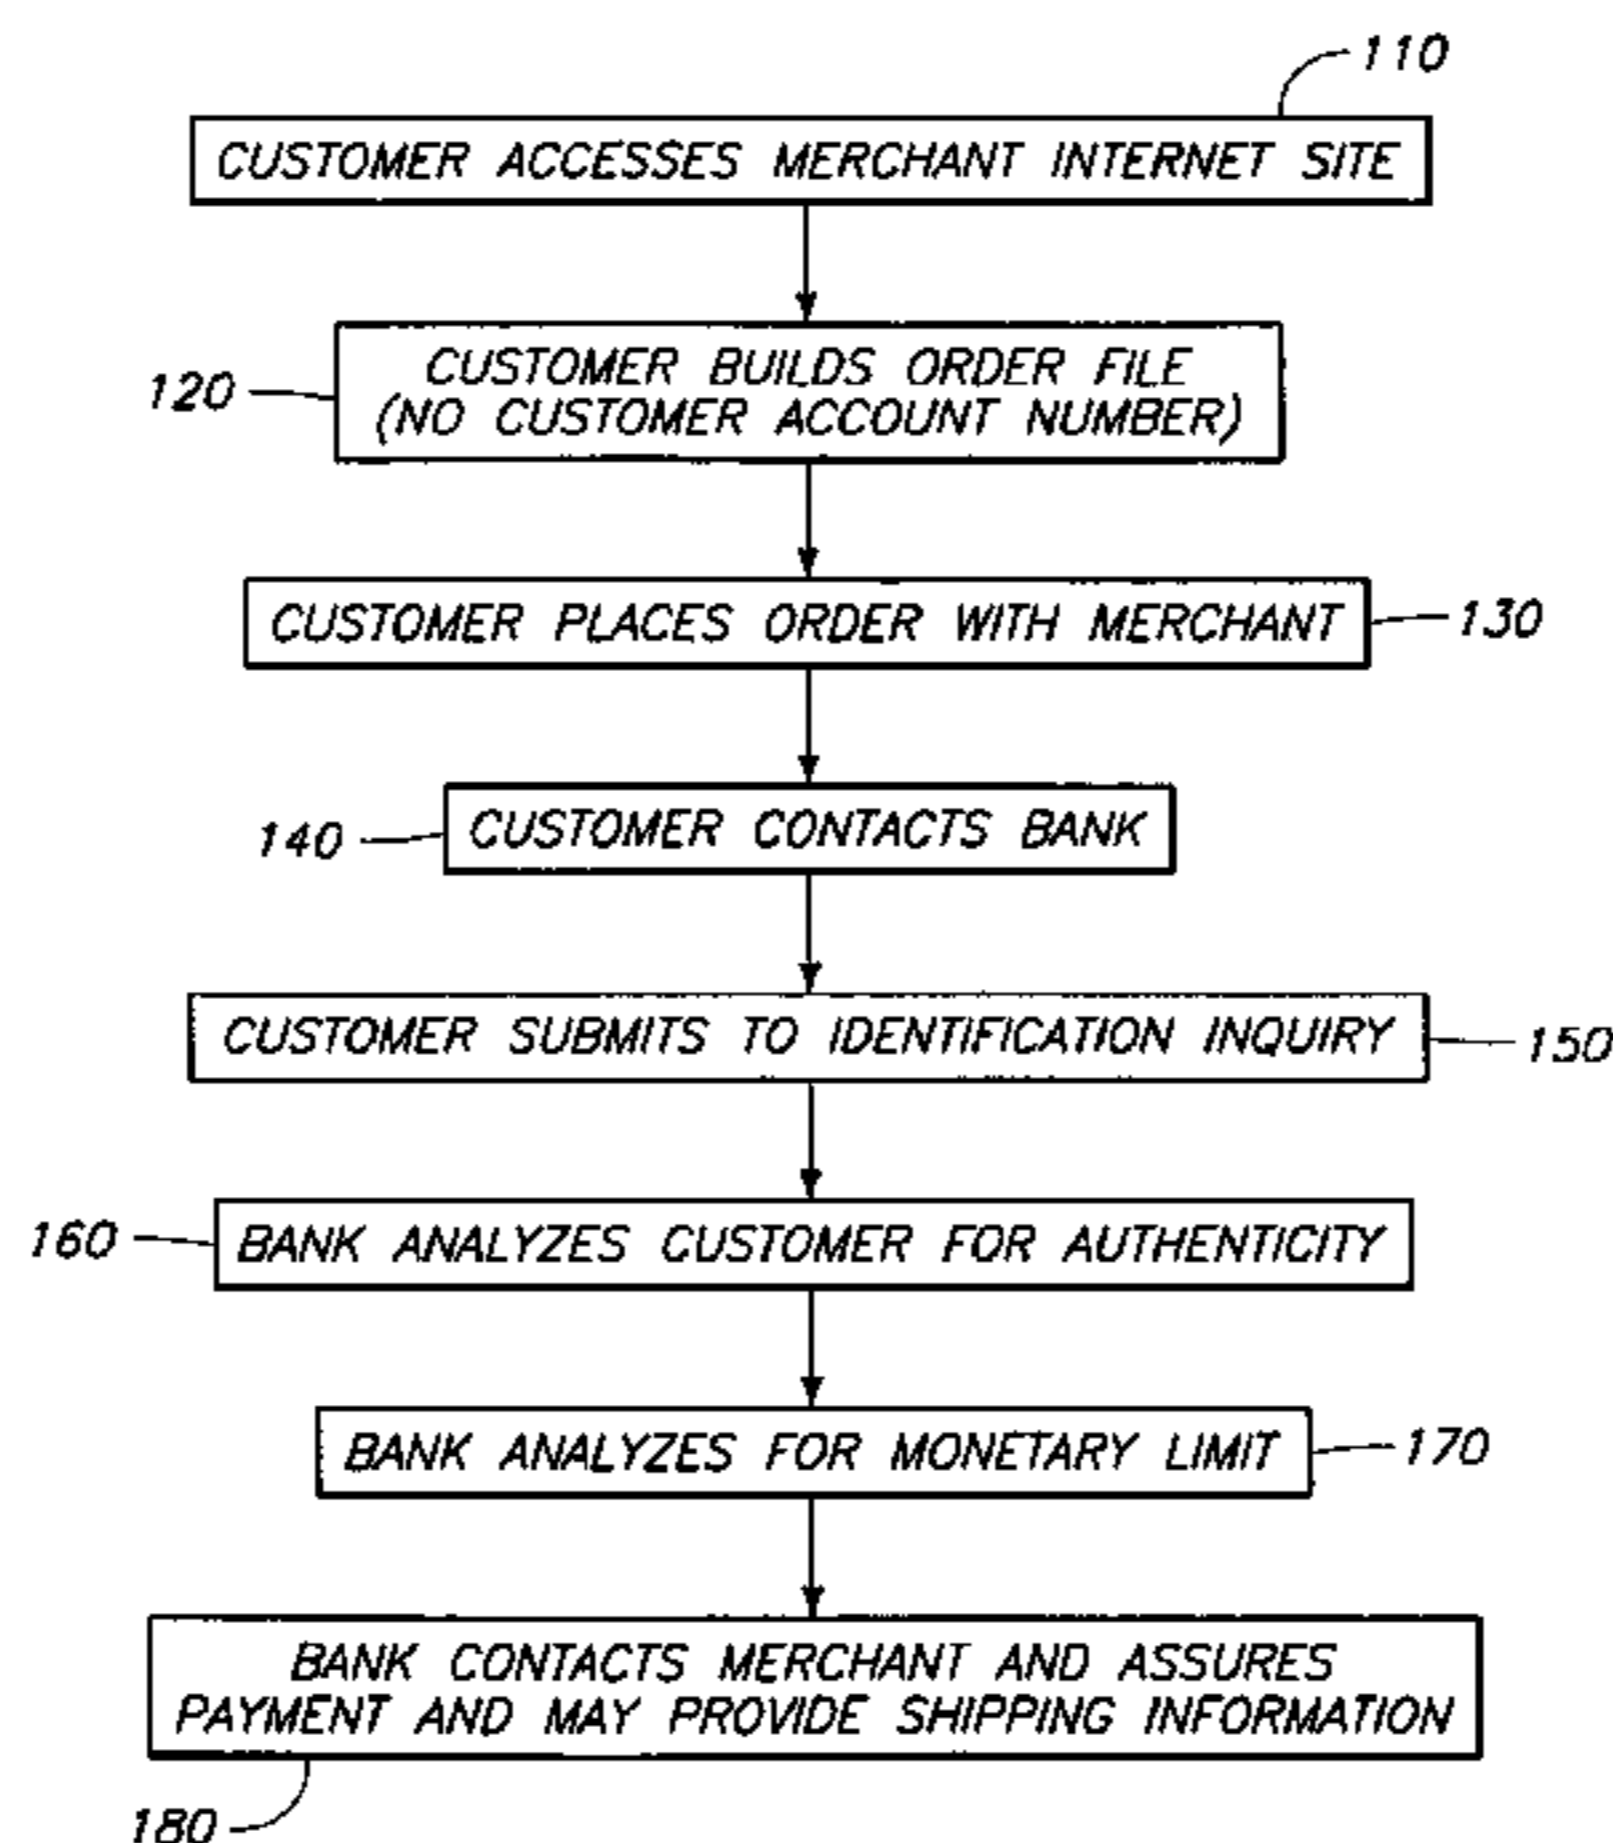 110
CUSTOMER ACCESSES MERCHANT INTERNET SITE
120
CUSTOMER BUILDS ORDER FILE
(NO CUSTOMER ACCOUNT NUMBER)
CUSTOMER PLACES ORDER WITH MERCHANT
130
140
CUSTOMER CONTACTS BANK
CUSTOMER SUBMITS TO IDENTIFICATION INQUIRY
150
160
BANK ANALYZES CUSTOMER FOR AUTHENTICITY
BANK ANALYZES FOR MONETARY LIMIT
170
BANK CONTACTS MERCHANT AND ASSURES
PAYMENT AND MAY PROVIDE SHIPPING INFORMATION
180